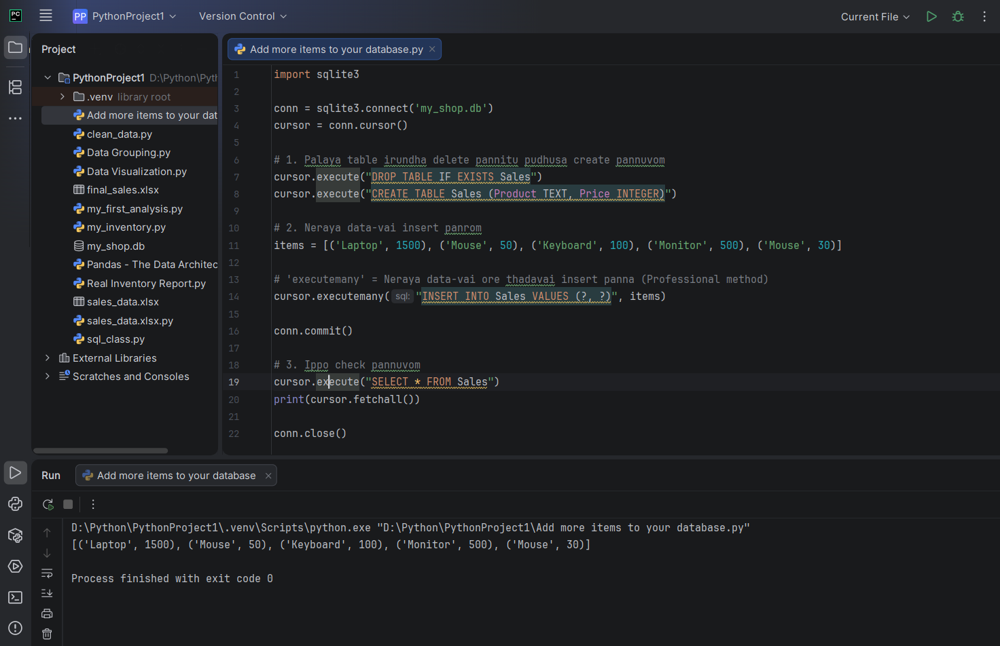 PC
PP PythonProject1 Version Control Current File
Project
PythonProject1 D:\Python\Pyth
.venv library root
Add more items to your dat
clean_data.py
Data Grouping.py
Data Visualization.py
final_sales.xlsx
my_first_analysis.py
my_inventory.py
my_shop.db
Pandas - The Data Architec
Real Inventory Report.py
sales_data.xlsx
sales_data.xlsx.py
sql_class.py
External Libraries
Scratches and Consoles
Add more items to your database.py
1 import sqlite3
2
3 conn = sqlite3.connect('my_shop.db')
4 cursor = conn.cursor()
5
6 # 1. Palaya table irundha delete pannitu pudhusa create pannuvom
7 cursor.execute("DROP TABLE IF EXISTS Sales")
8 cursor.execute("CREATE TABLE Sales (Product TEXT, Price INTEGER)")
9
10 # 2. Neraya data-vai insert panrom
11 items = [('Laptop', 1500), ('Mouse', 50), ('Keyboard', 100), ('Monitor', 500), ('Mouse', 30)]
12
13 # 'executemany' = Neraya data-vai ore thadavai insert panna (Professional method)
14 cursor.executemany( sql: "INSERT INTO Sales VALUES (?, ?)", items)
15
16 conn.commit()
17
18 # 3. Ippo check pannuvom
19 cursor.execute("SELECT * FROM Sales")
20 print(cursor.fetchall())
21
22 conn.close()
Run Add more items to your database
D:\Python\PythonProject1\.venv\Scripts\python.exe "D:\Python\PythonProject1\Add more items to your database.py"
[('Laptop', 1500), ('Mouse', 50), ('Keyboard', 100), ('Monitor', 500), ('Mouse', 30)]
Process finished with exit code 0